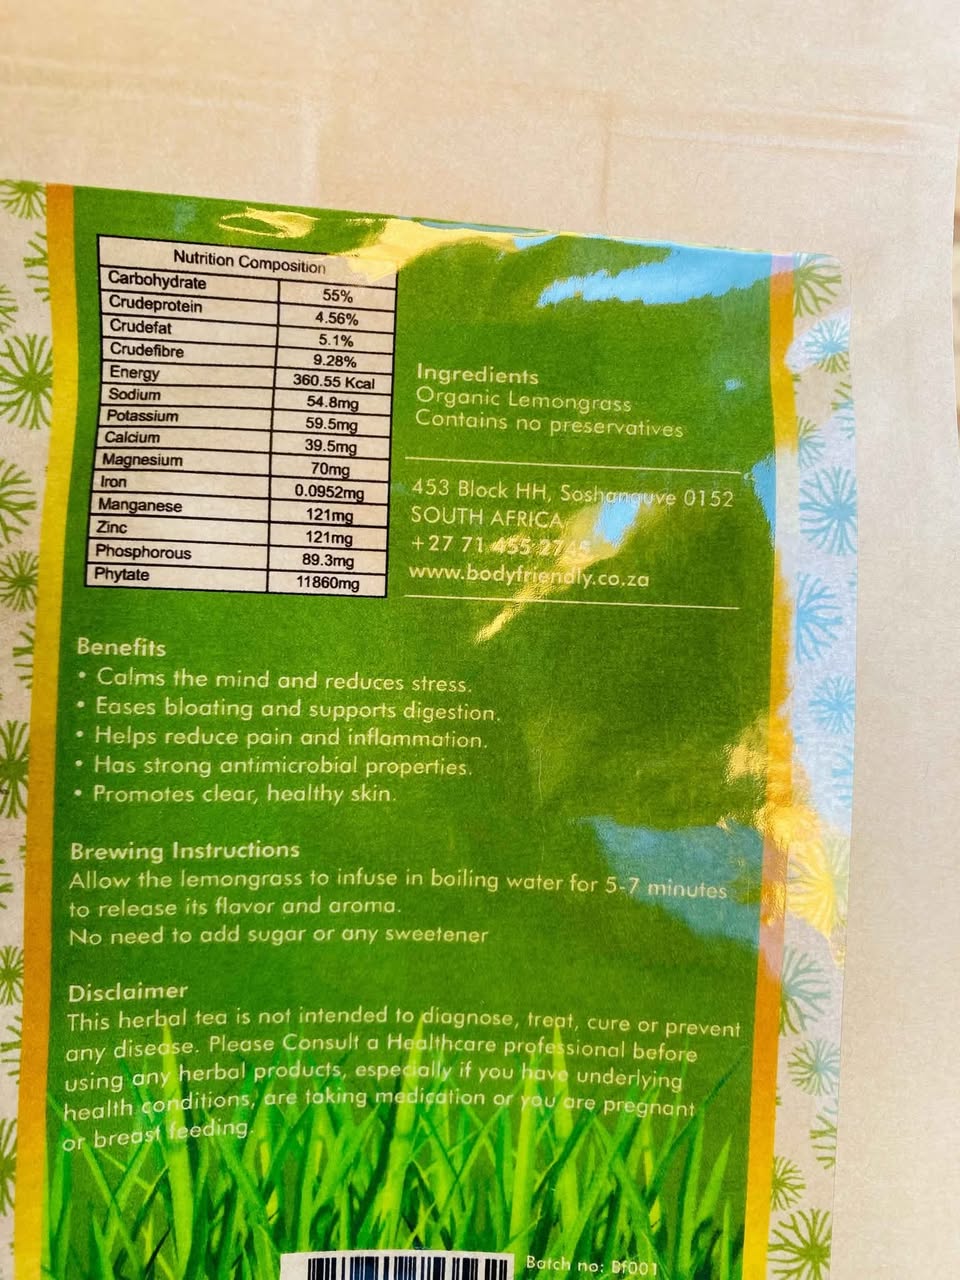 Nutrition Composition
Carbohydrate 55%
Crudeprotein 4.56%
Crudefat 5.1%
Crudefibre 9.28%
Energy 360.55 Kcal
Sodium 54.8mg
Potassium 59.5mg
Calcium 39.5mg
Magnesium 70mg
Iron 0.0952mg
Manganese 121mg
Zinc 121mg
Phosphorous 89.3mg
Phytate 11860mg
Ingredients
Organic Lemongrass
Contains no preservatives
453 Block HH, Soshanguve 0152
SOUTH AFRICA
+27 71 455
www.bodyfriendly.co.za
Benefits
• Calms the mind and reduces stress.
• Eases bloating and supports digestion.
• Helps reduce pain and inflammation.
• Has strong antimicrobial properties.
• Promotes clear, healthy skin.
Brewing Instructions
Allow the lemongrass to infuse in boiling water for 5-7 minutes
to release its flavor and aroma.
No need to add sugar or any sweetener
Disclaimer
This herbal tea is not intended to diagnose, treat, cure or prevent
any disease. Please Consult a Healthcare professional before
using any herbal products, especially if you have underlying
health conditions, are taking medication or you are pregnant
or breast feeding.
Batch no: Bf001